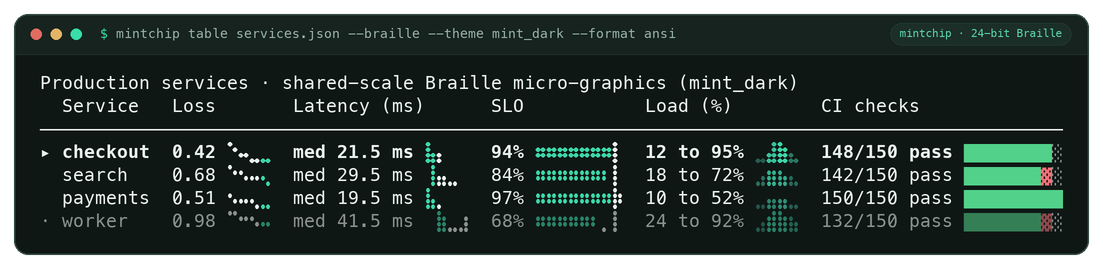 $ mintchip table services.json --braille --theme mint_dark --format ansi
mintchip · 24-bit Braille
Production services · shared-scale Braille micro-graphics (mint_dark)
Service Loss Latency (ms) SLO Load (%) CI checks
▸ checkout 0.42 med 21.5 ms 94% 12 to 95% 148/150 pass
search 0.68 med 29.5 ms 84% 18 to 72% 142/150 pass
payments 0.51 med 19.5 ms 97% 10 to 52% 150/150 pass
· worker 0.98 med 41.5 ms 68% 24 to 92% 132/150 pass